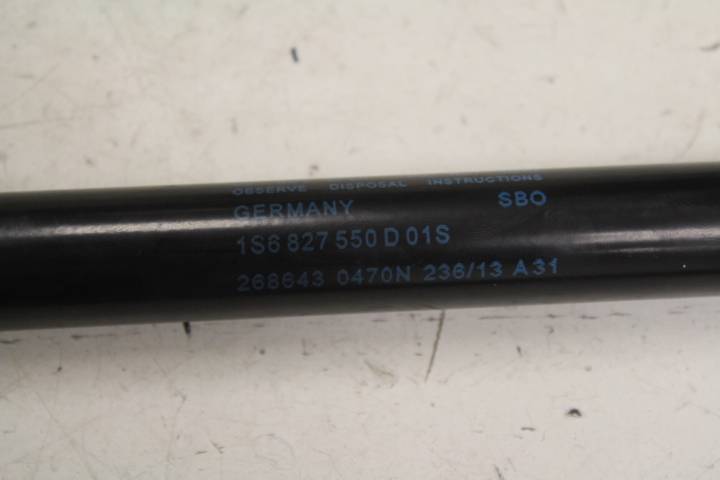 OBSERVE DISPOSAL INSTRUCTIONS
GERMANY SBO
1S6 827 550 D 01S
268643 0470N 236/13 A31